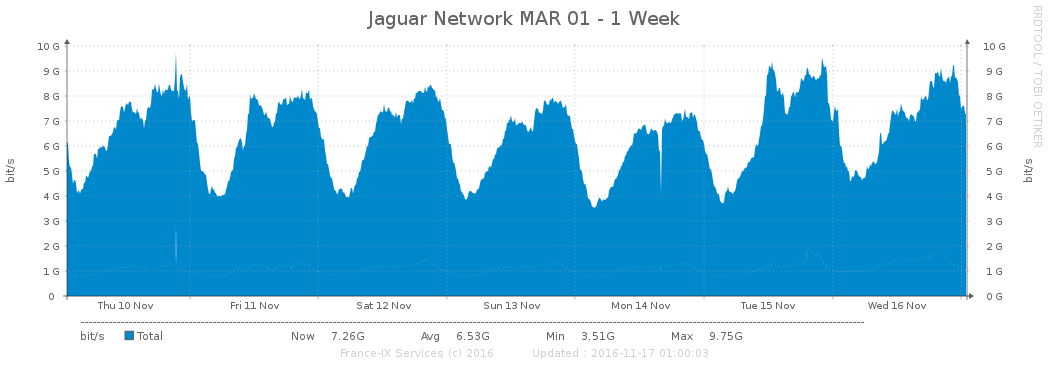 Jaguar Network MAR 01 - 1 Week
RRDTOOL / TOBI OETIKER
bit/s
10 G 10 G
9 G 9 G
8 G 8 G
7 G 7 G
6 G 6 G
5 G 5 G
4 G 4 G
3 G 3 G
2 G 2 G
1 G 1 G
0 0 G
bit/s
Thu 10 Nov Fri 11 Nov Sat 12 Nov Sun 13 Nov Mon 14 Nov Tue 15 Nov Wed 16 Nov
bit/s Total Now 7.26G Avg 6.53G Min 3.51G Max 9.75G
France-IX Services (c) 2016 Updated : 2016-11-17 01:00:03